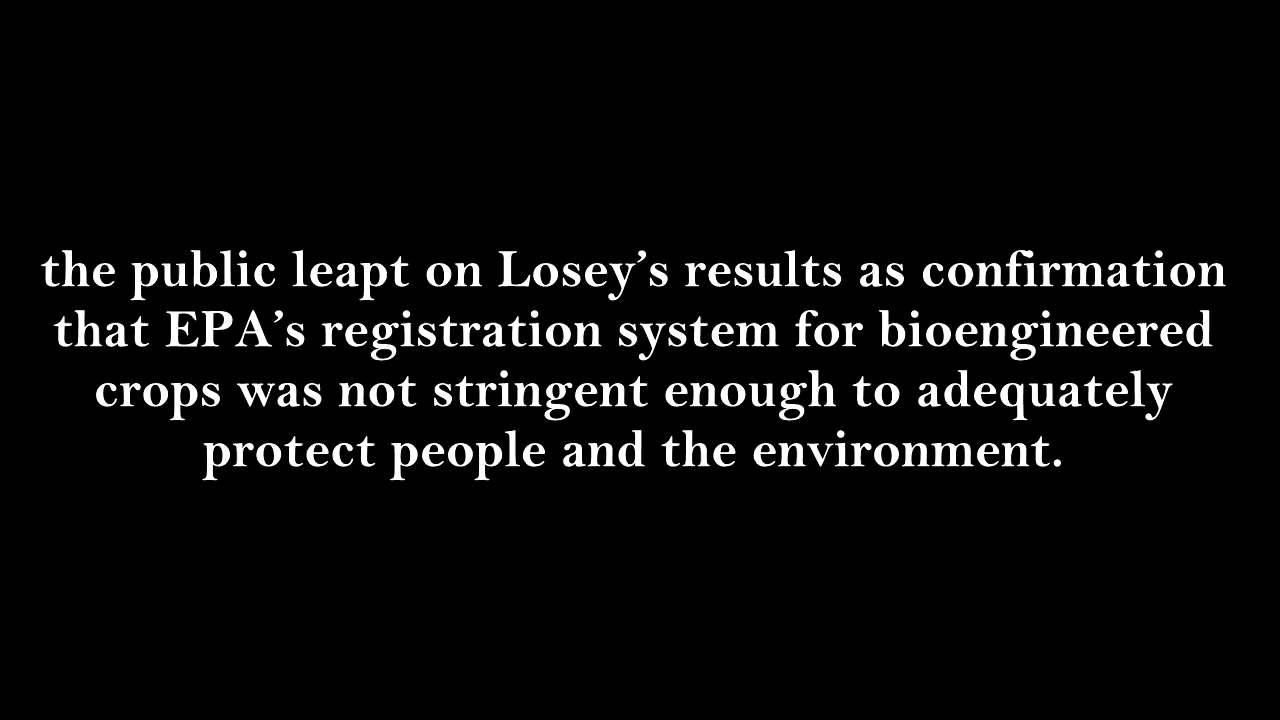 the public leapt on Losey’s results as confirmation
that EPA’s registration system for bioengineered
crops was not stringent enough to adequately
protect people and the environment.